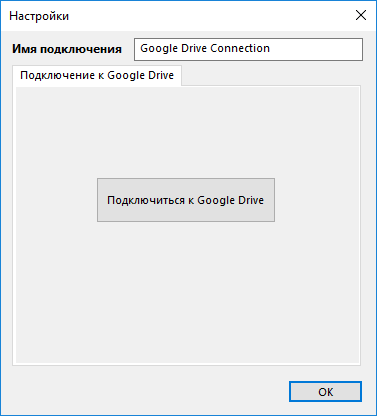 Настройки
Имя подключения Google Drive Connection
Подключение к Google Drive
Подключиться к Google Drive
OK